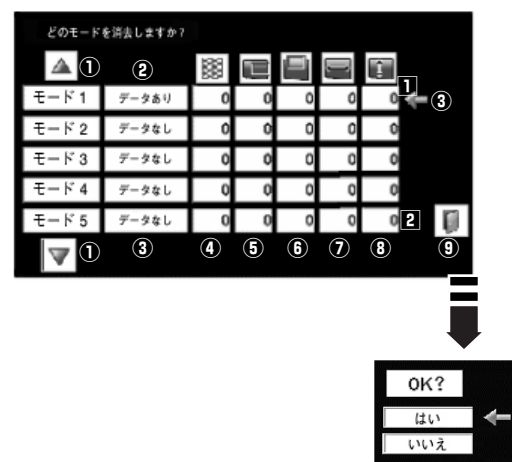 どのモードを消去しますか?
① ②
1
モード 1 データあり 0 0 0 0 0 ③
モード 2 データなし 0 0 0 0 0
モード 3 データなし 0 0 0 0 0
モード 4 データなし 0 0 0 0 0
モード 5 データなし 0 0 0 0 0 2
① ③ ④ ⑤ ⑥ ⑦ ⑧ ⑨
OK?
はい
いいえ